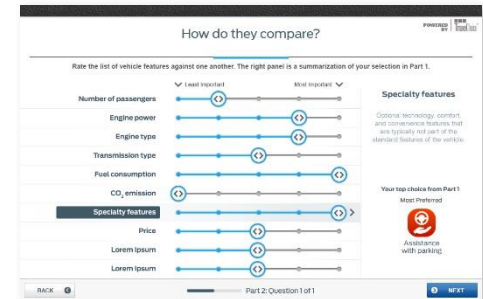 How do they compare?
POWERED BY
Rate the list of vehicle features against one another. The right panel is a summarization of your selection in Part 1.
Least Important
Most Important
Number of passengers
Engine power
Engine type
Transmission type
Fuel consumption
CO₂ emission
Specialty features
Price
Lorem Ipsum
Lorem Ipsum
Specialty features
Optional technology, comfort,
and convenience features that
are typically not part of the
standard features of the vehicle.
Your top choice from Part 1
Most Preferred
Assistance
with parking
BACK
Part 2: Question 1 of 1
NEXT